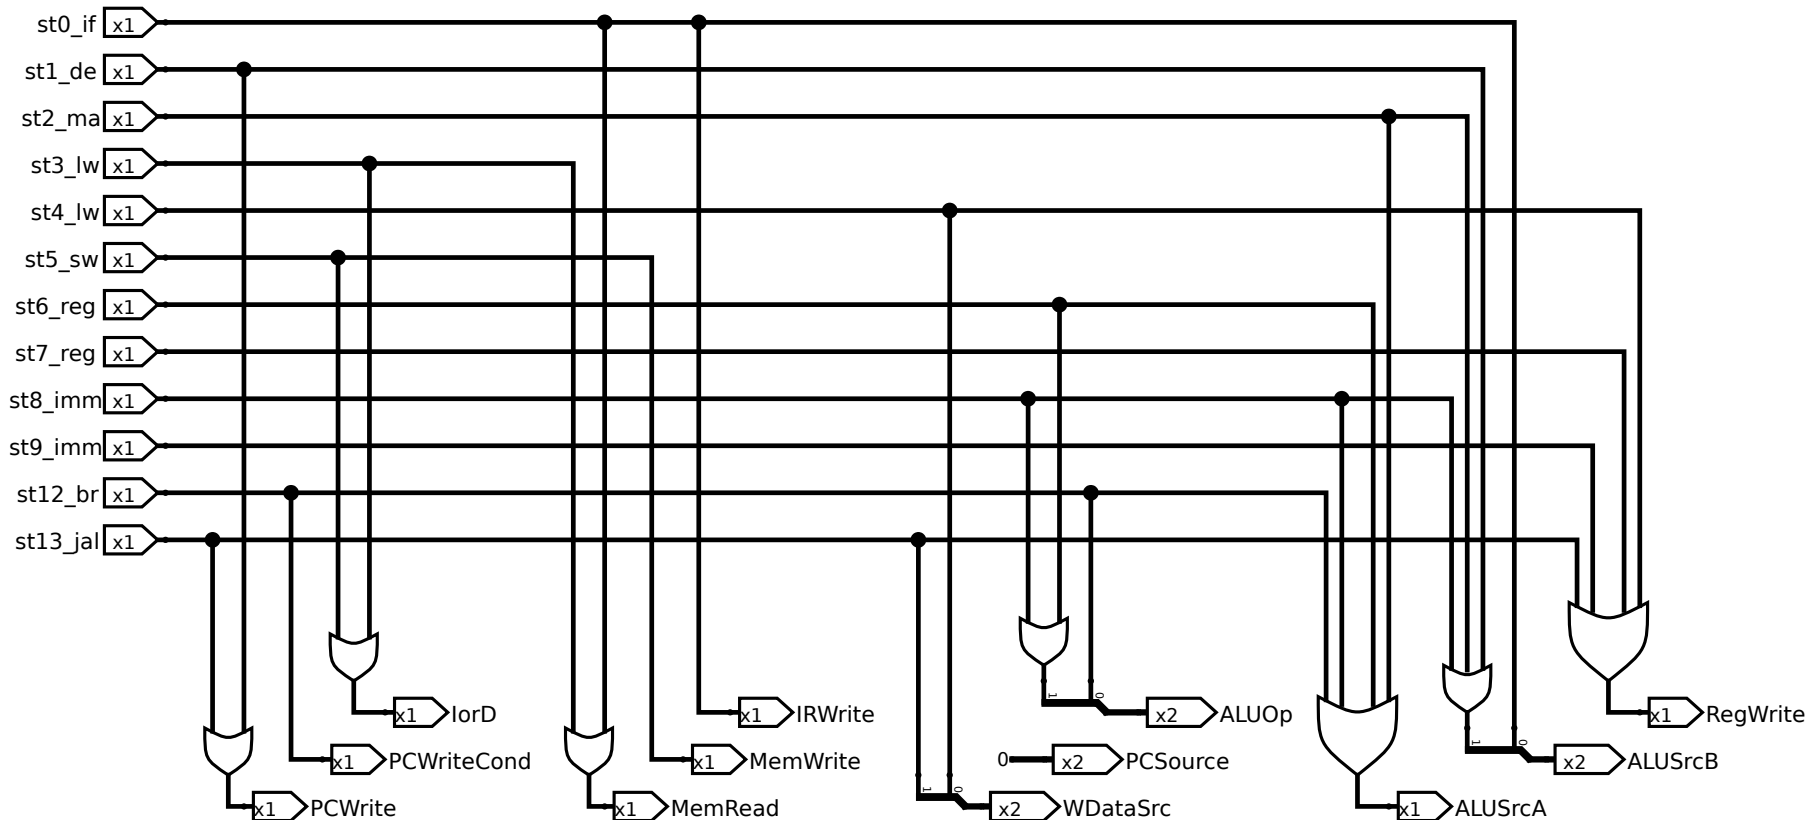 st0_if x1
st1_de x1
st2_ma x1
st3_lw x1
st4_lw x1
st5_sw x1
st6_reg x1
st7_reg x1
st8_imm x1
st9_imm x1
st12_br x1
st13_jal x1
1 0
x1 IorD
x1 IRWrite
x2 ALUOp
x1 RegWrite
1 0
x1 PCWriteCond
x1 MemWrite
0 x2 PCSource
x2 ALUSrcB
1 0
x1 PCWrite
x1 MemRead
x2 WDataSrc
x1 ALUSrcA